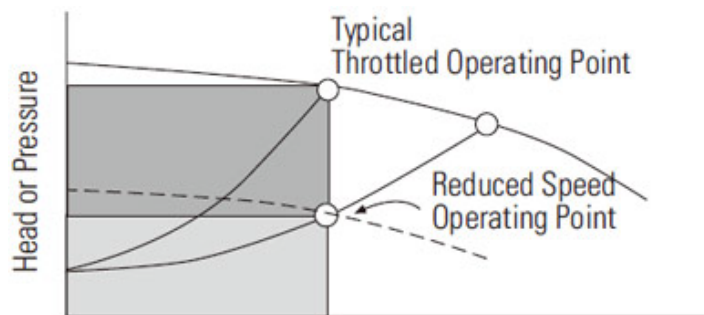 Typical
Throttled Operating Point
Head or Pressure
Reduced Speed
Operating Point